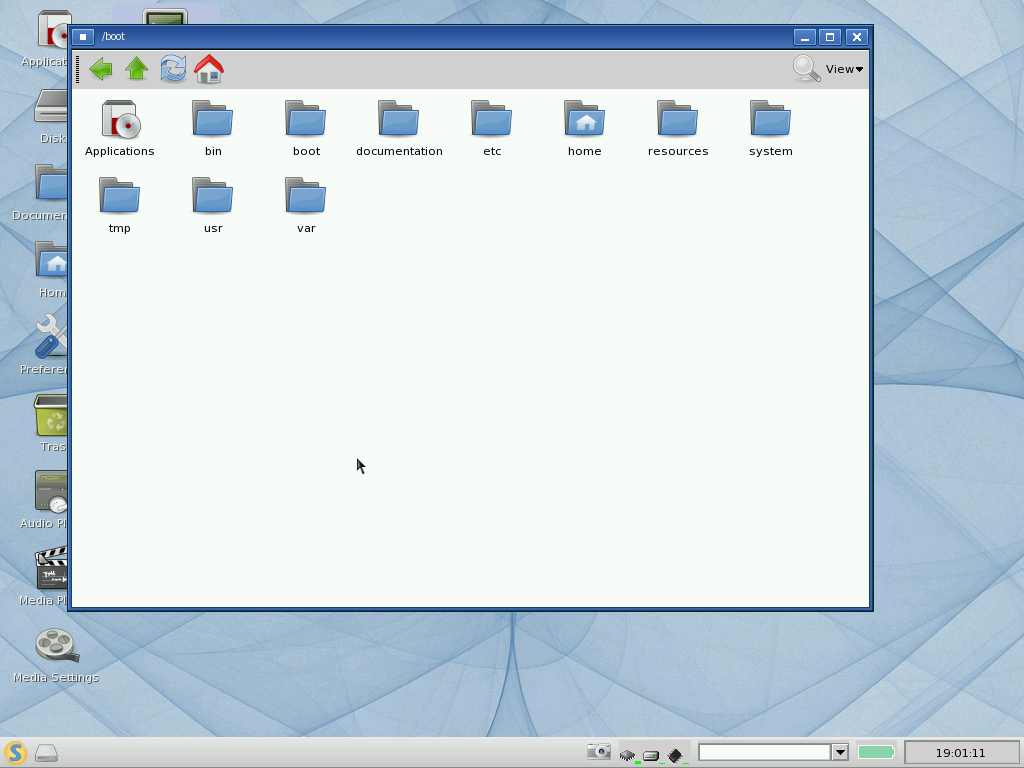 /boot
View
Applications bin boot documentation etc home resources system
tmp usr var
Applicat
Disk
Documen
Hom
Prefere
Tras
Audio Pl
Media Pl
Media Settings
19:01:11